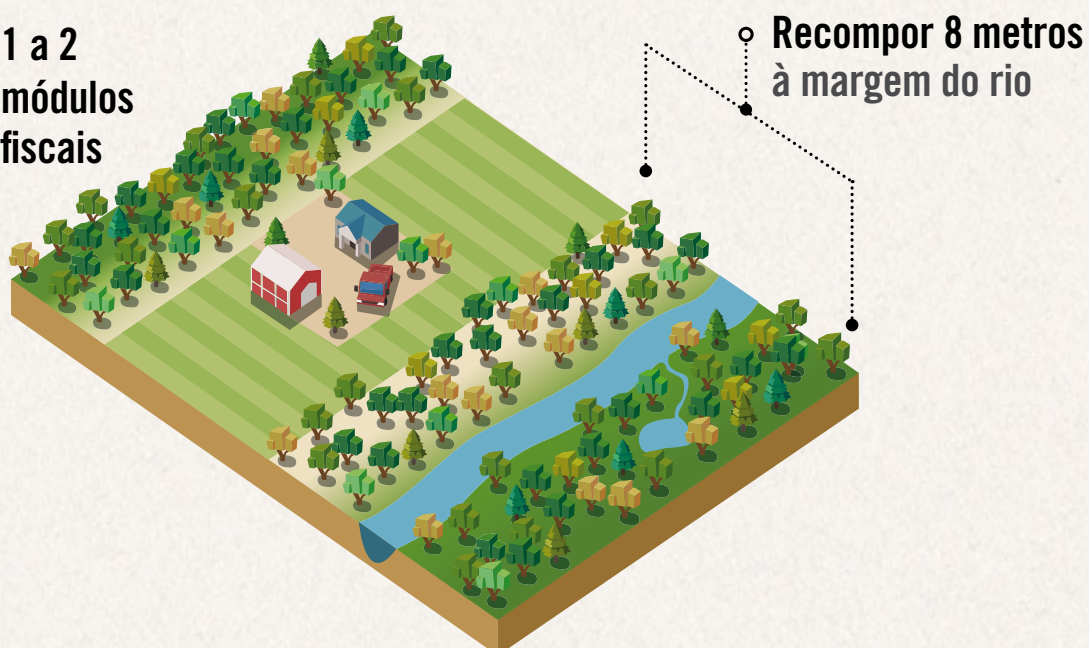 1 a 2
módulos
fiscais
Recompor 8 metros
à margem do rio